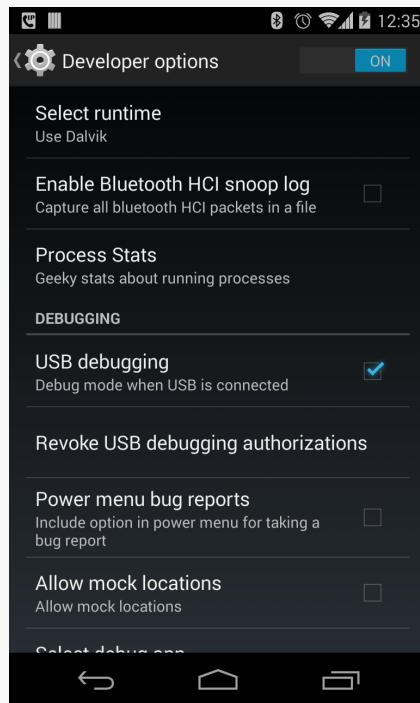 12:35
Developer options
ON
Select runtime
Use Dalvik
Enable Bluetooth HCI snoop log
Capture all bluetooth HCI packets in a file
Process Stats
Geeky stats about running processes
DEBUGGING
USB debugging
Debug mode when USB is connected
Revoke USB debugging authorizations
Power menu bug reports
Include option in power menu for taking a
bug report
Allow mock locations
Allow mock locations
Select debug app